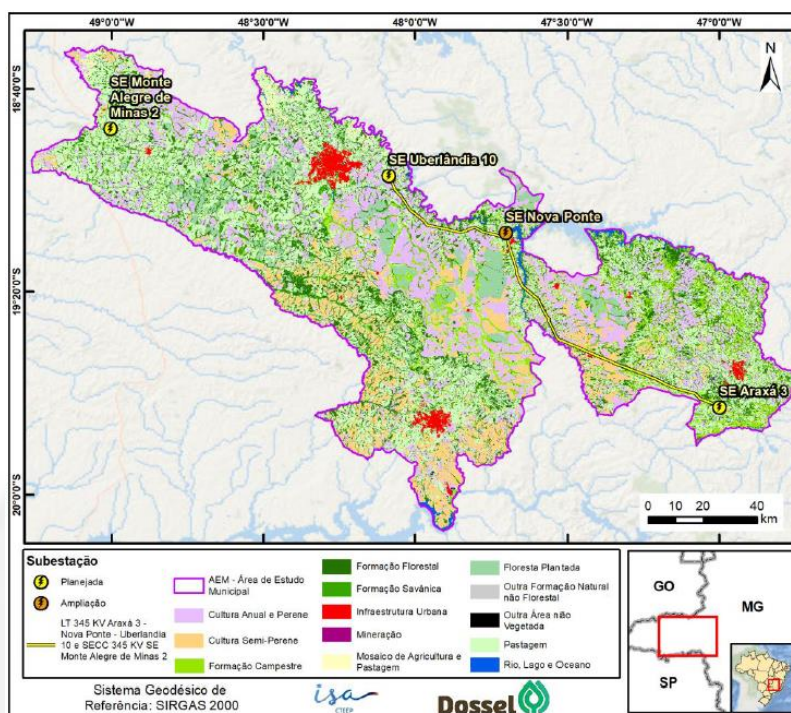 49°0'0"W 48°30'0"W 48°0'0"W 47°30'0"W 47°0'0"W
N
18°40'0"S
19°20'0"S
20°0'0"S
SE Monte
Alegre de
Minas 2
SE Uberlândia 10
SE Nova Ponte
SE Araxá 3
0 10 20 40
km
Subestação
Planejada
Ampliação
LT 345 KV Araxá 3 -
Nova Ponte - Uberlandia
10 e SECC 345 KV SE
Monte Alegre de Minas 2
AEM - Área de Estudo
Municipal
Cultura Anual e Perene
Cultura Semi-Perene
Formação Campestre
Formação Florestal
Formação Savânica
Infraestrutura Urbana
Mineração
Mosaico de Agricultura e
Pastagem
Floresta Plantada
Outra Formação Natural
não Florestal
Outra Área não
Vegetada
Pastagem
Rio, Lago e Oceano
Sistema Geodésico de
Referência: SIRGAS 2000
isa
CTEEP
Dossel
GO
MG
SP